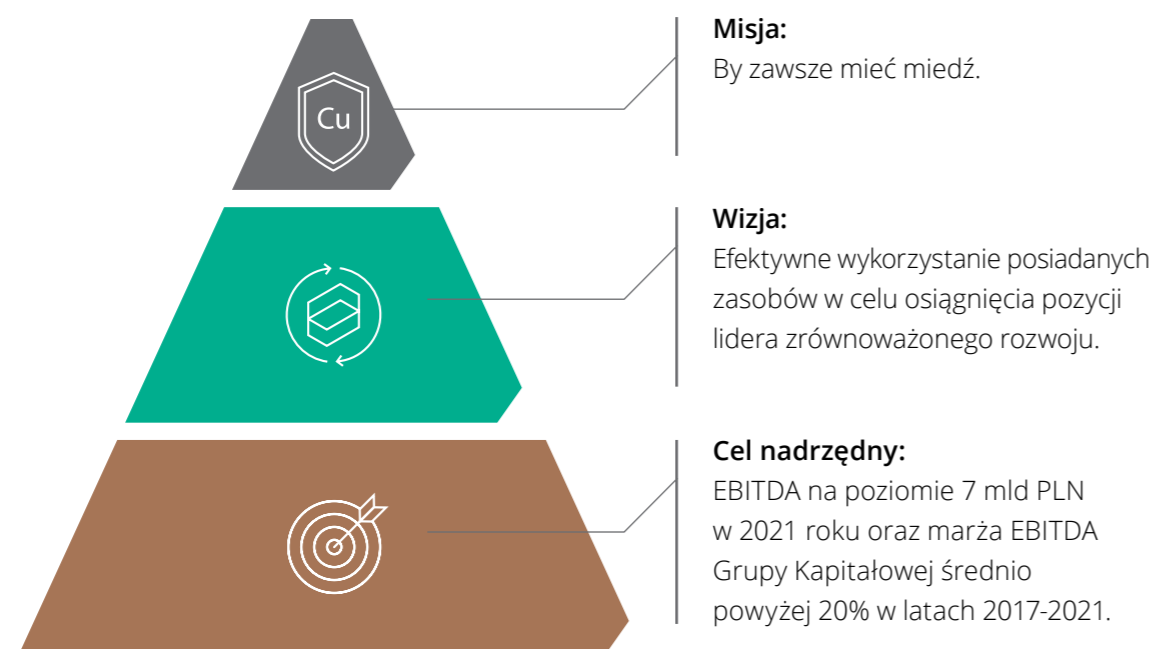 Cu
Misja:
By zawsze mieć miedź.
Wizja:
Efektywne wykorzystanie posiadanych
zasobów w celu osiągnięcia pozycji
lidera zrównoważonego rozwoju.
Cel nadrzędny:
EBITDA na poziomie 7 mld PLN
w 2021 roku oraz marża EBITDA
Grupy Kapitałowej średnio
powyżej 20% w latach 2017-2021.